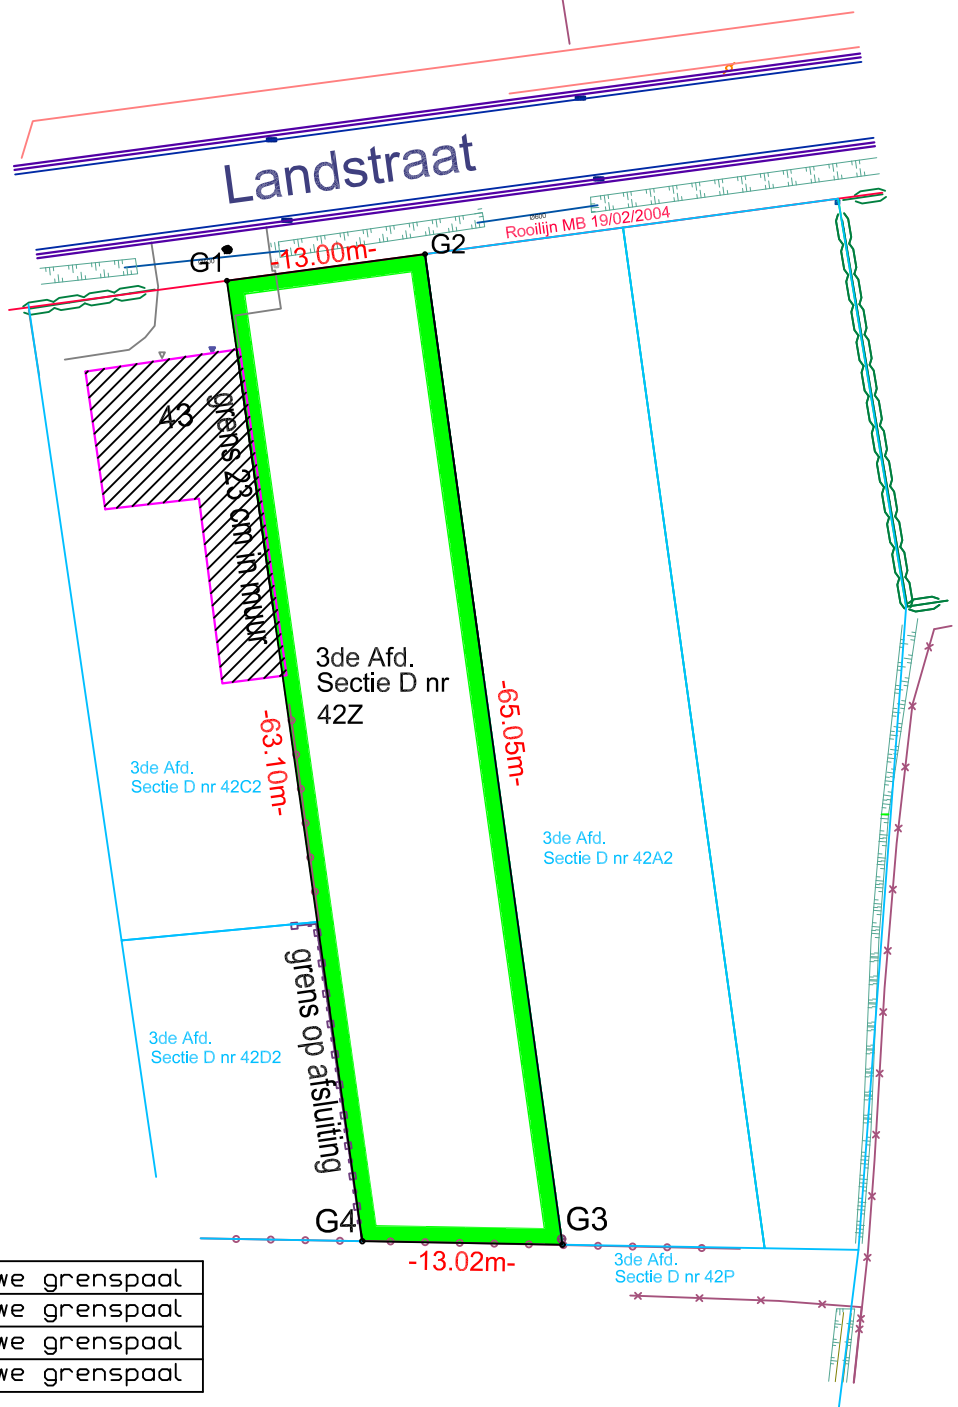 Landstraat
Rooilijn MB 19/02/2004
G1
-13.00m-
G2
43
grens 23 cm in muur
3de Afd.
Sectie D nr
42Z
-63.10m-
-65.05m-
3de Afd.
Sectie D nr 42C2
3de Afd.
Sectie D nr 42A2
grens op afsluiting
3de Afd.
Sectie D nr 42D2
G4
G3
-13.02m-
3de Afd.
Sectie D nr 42P
we grenspaal
we grenspaal
we grenspaal
we grenspaal